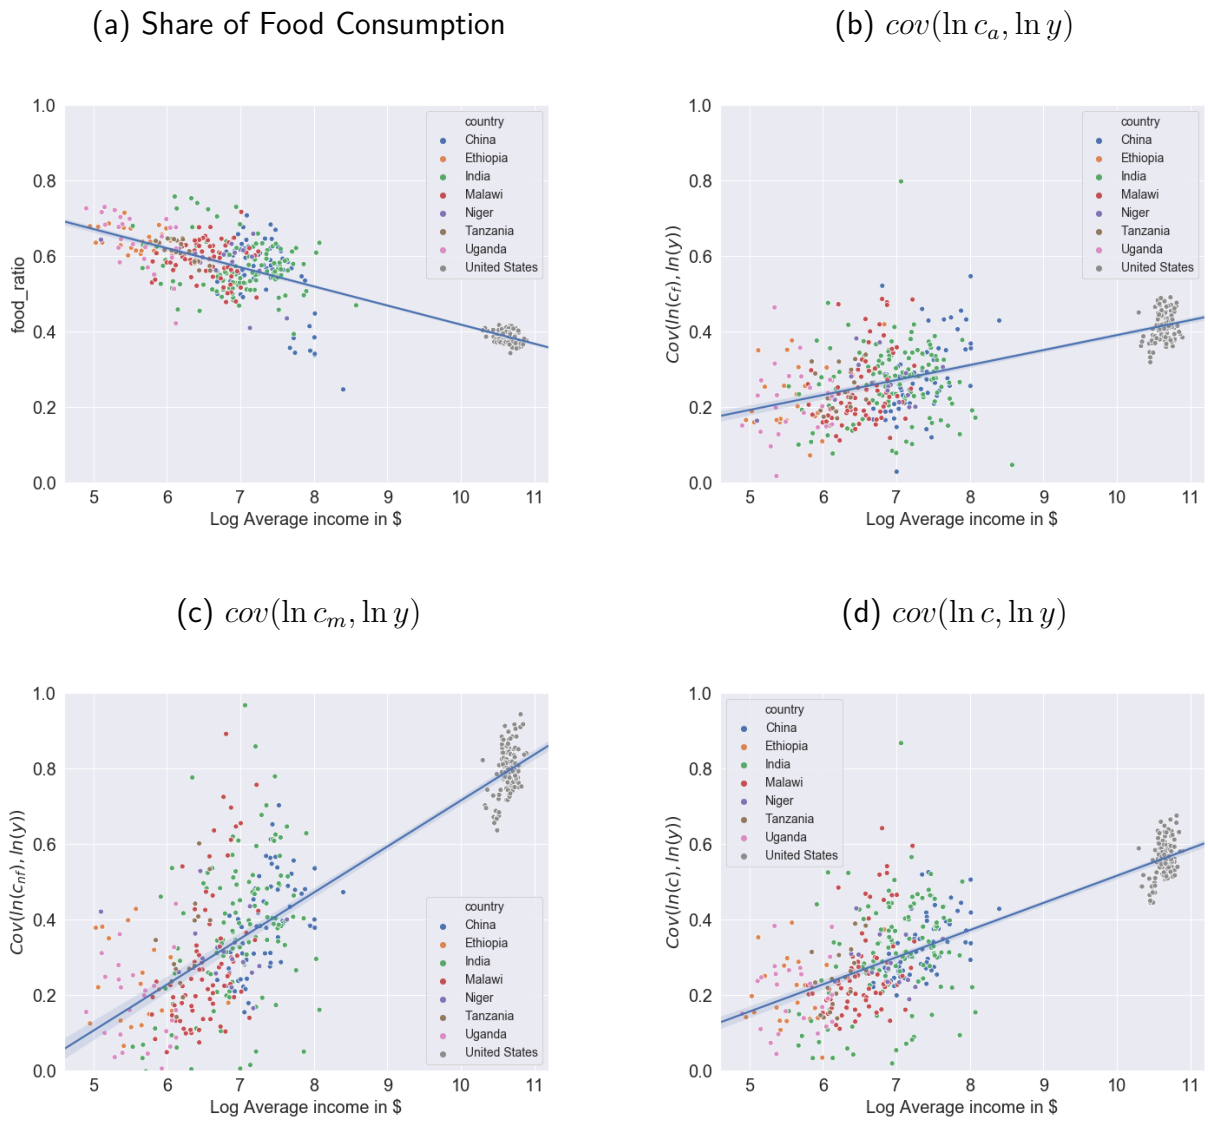 (a) Share of Food Consumption
1.0
0.8
0.6
0.4
0.2
0.0
food_ratio
country
China
Ethiopia
India
Malawi
Niger
Tanzania
Uganda
United States
5 6 7 8 9 10 11
Log Average income in $
(b) cov(ln c_a, ln y)
1.0
0.8
0.6
0.4
0.2
0.0
Cov(ln(c_f), ln(y))
country
China
Ethiopia
India
Malawi
Niger
Tanzania
Uganda
United States
5 6 7 8 9 10 11
Log Average income in $
(c) cov(ln c_m, ln y)
1.0
0.8
0.6
0.4
0.2
0.0
Cov(ln(c_{nf}), ln(y))
country
China
Ethiopia
India
Malawi
Niger
Tanzania
Uganda
United States
5 6 7 8 9 10 11
Log Average income in $
(d) cov(ln c, ln y)
1.0
0.8
0.6
0.4
0.2
0.0
Cov(ln(c), ln(y))
country
China
Ethiopia
India
Malawi
Niger
Tanzania
Uganda
United States
5 6 7 8 9 10 11
Log Average income in $